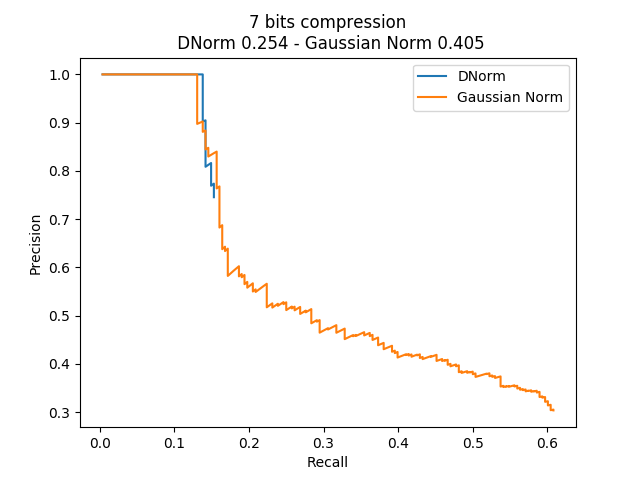 7 bits compression
DNorm 0.254 - Gaussian Norm 0.405
DNorm
Gaussian Norm
Precision
1.0
0.9
0.8
0.7
0.6
0.5
0.4
0.3
0.0 0.1 0.2 0.3 0.4 0.5 0.6
Recall